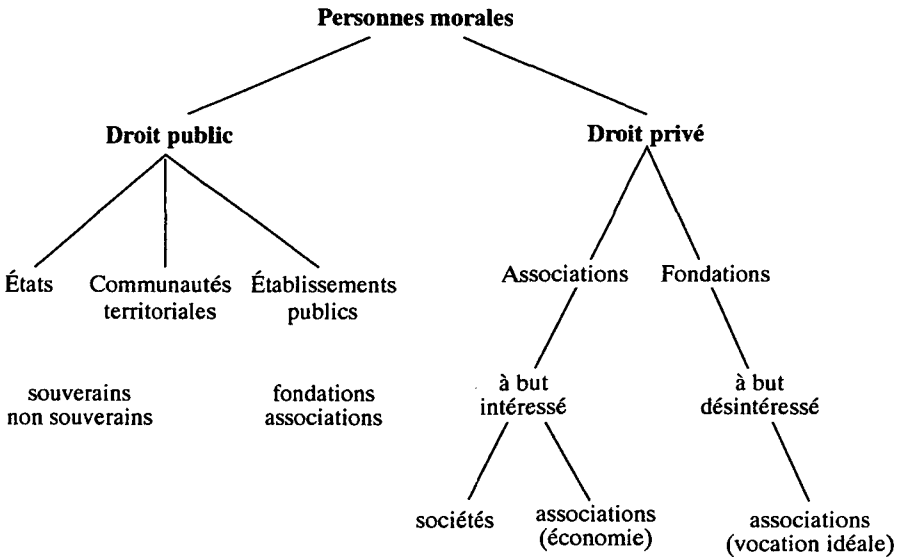 Personnes morales
Droit public
Droit privé
États
Communautés
territoriales
Établissements
publics
Associations
Fondations
souverains
non souverains
fondations
associations
à but
intéressé
à but
désintéressé
sociétés
associations
(économie)
associations
(vocation idéale)